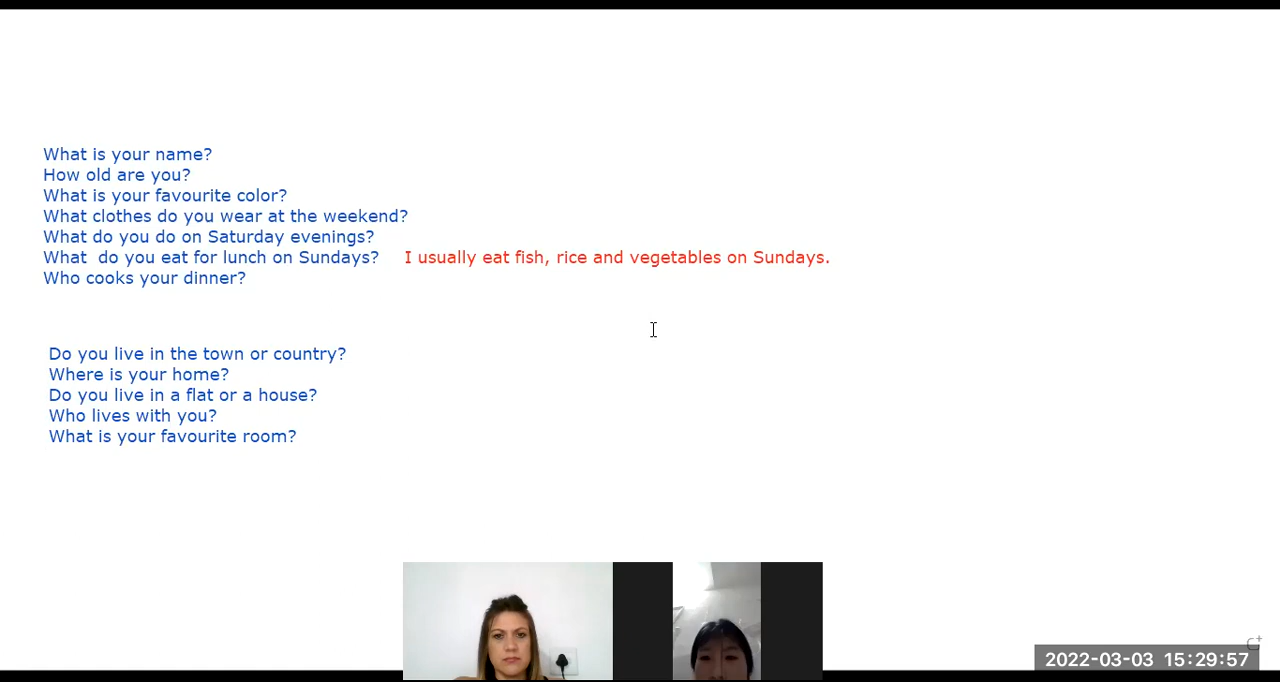 What is your name?
How old are you?
What is your favourite color?
What clothes do you wear at the weekend?
What do you do on Saturday evenings?
What  do you eat for lunch on Sundays? I usually eat fish, rice and vegetables on Sundays.
Who cooks your dinner?
Do you live in the town or country?
Where is your home?
Do you live in a flat or a house?
Who lives with you?
What is your favourite room?
2022-03-03 15:29:57